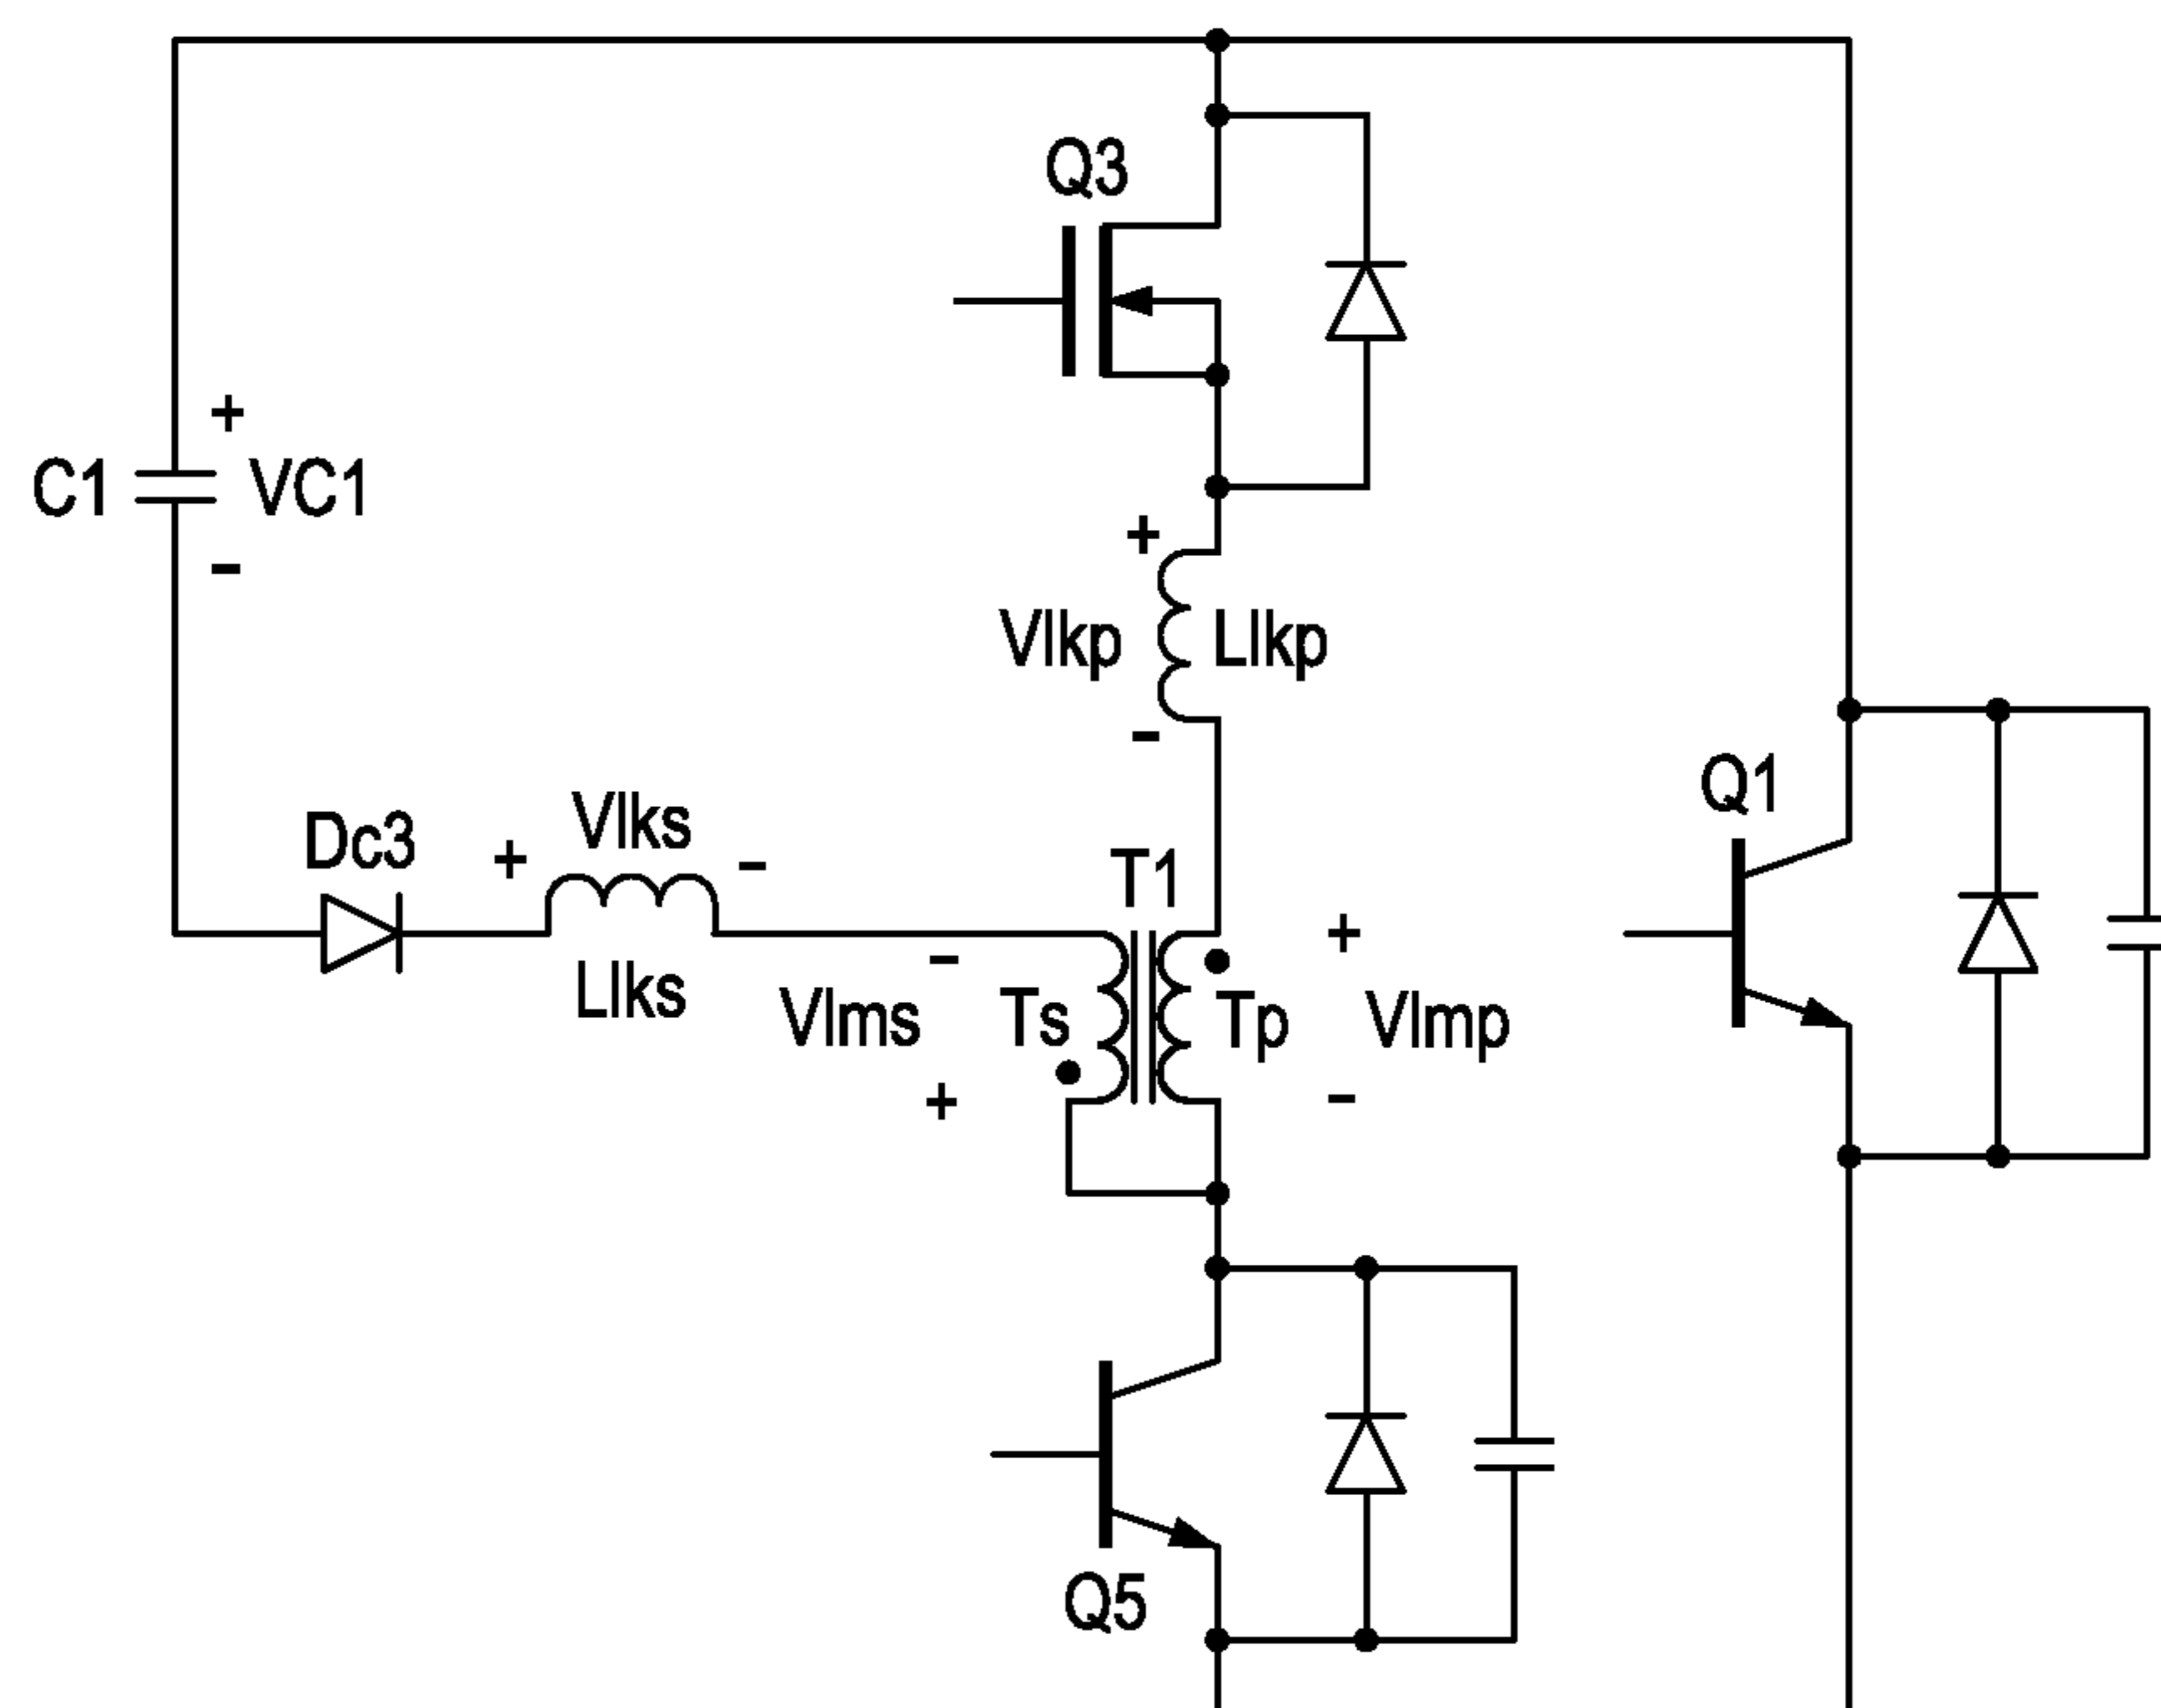 Q3
+
C1 VC1
-
+
Vlkp Llkp
-
Q1
Vlks
Dc3 + -
T1
Llks
- +
Vlms Ts Tp Vlmp
+ -
Q5